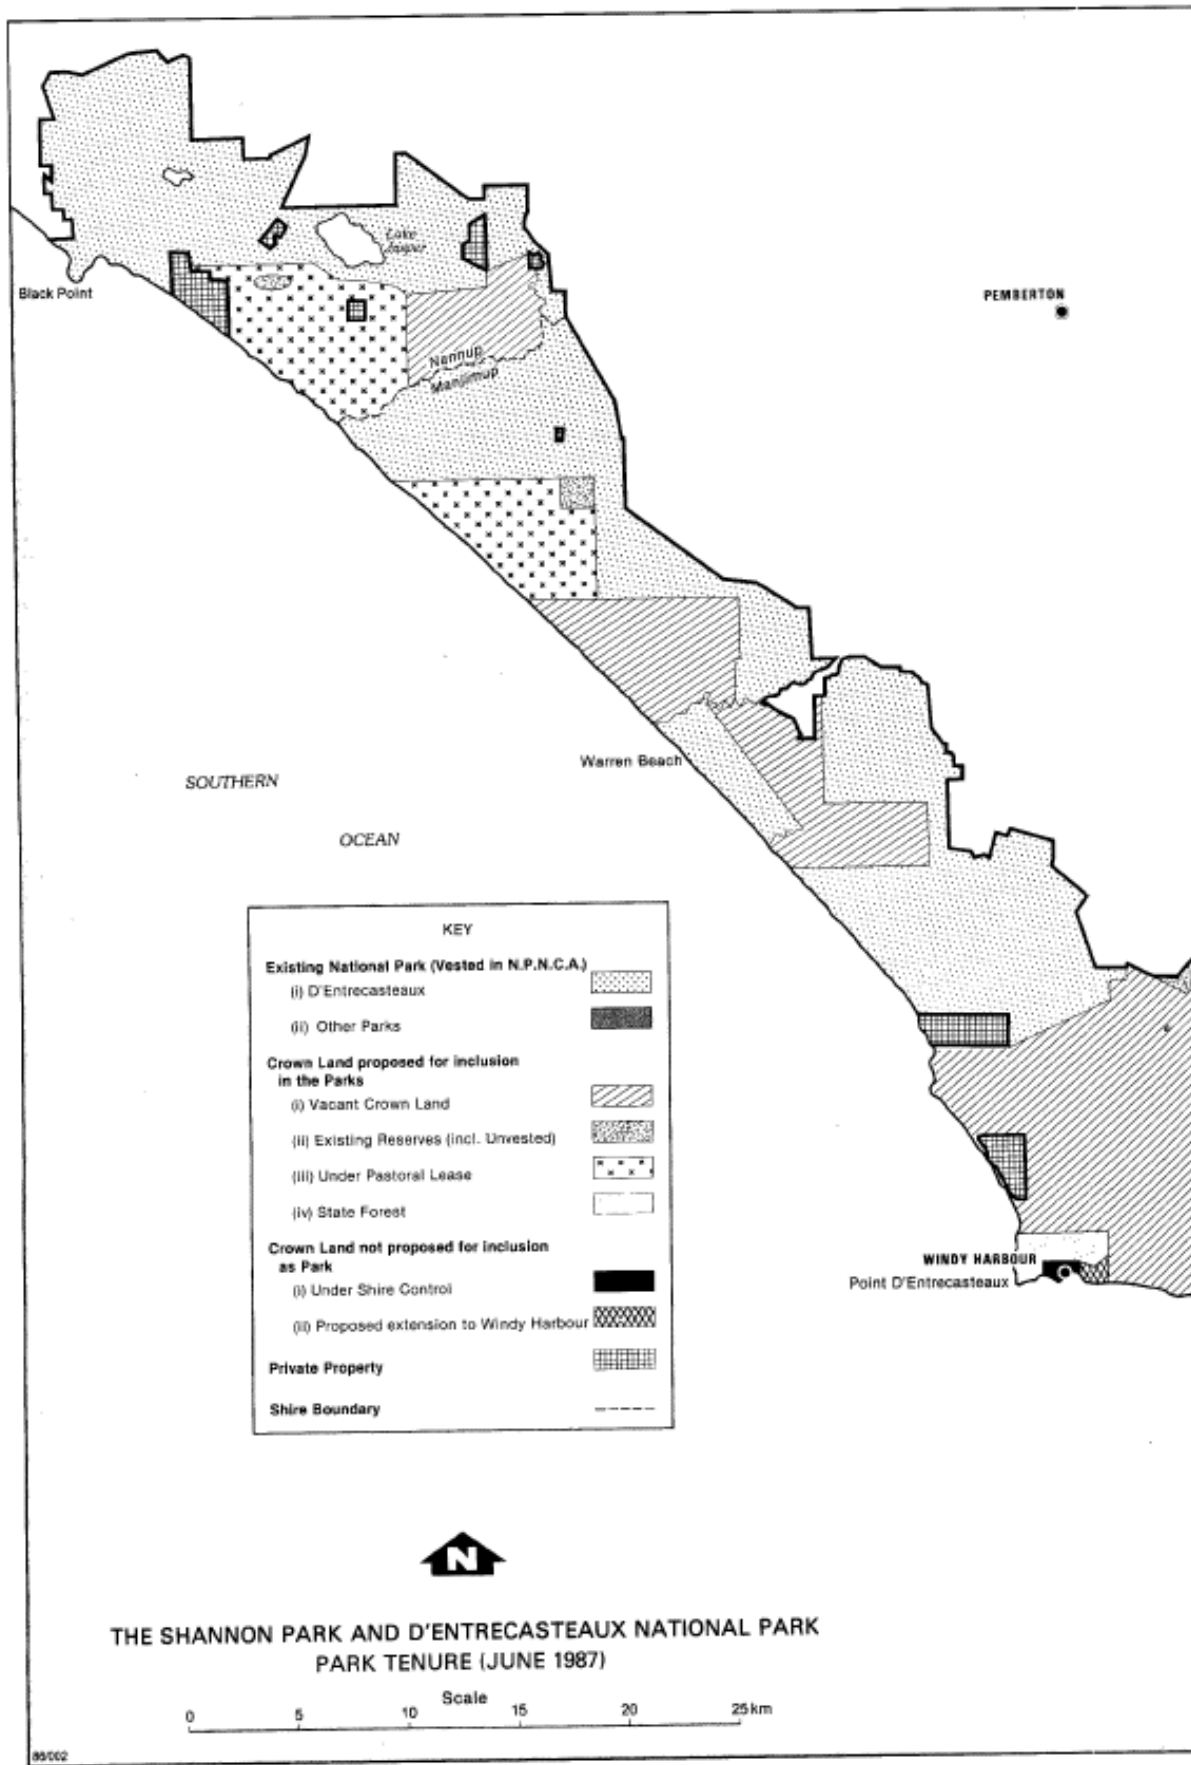 Lake
Jasper
Black Point
PEMBERTON
Nannup
Manjimup
Warren Beach
SOUTHERN
OCEAN
KEY
Existing National Park (Vested in N.P.N.C.A.)
(i) D'Entrecasteaux
(ii) Other Parks
Crown Land proposed for inclusion
in the Parks
(i) Vacant Crown Land
(ii) Existing Reserves (incl. Unvested)
(iii) Under Pastoral Lease
(iv) State Forest
Crown Land not proposed for inclusion
as Park
(i) Under Shire Control
(ii) Proposed extension to Windy Harbour
Private Property
Shire Boundary
WINDY HARBOUR
Point D'Entrecasteaux
N
THE SHANNON PARK AND D'ENTRECASTEAUX NATIONAL PARK
PARK TENURE (JUNE 1987)
Scale
0 5 10 15 20 25 km
86/002